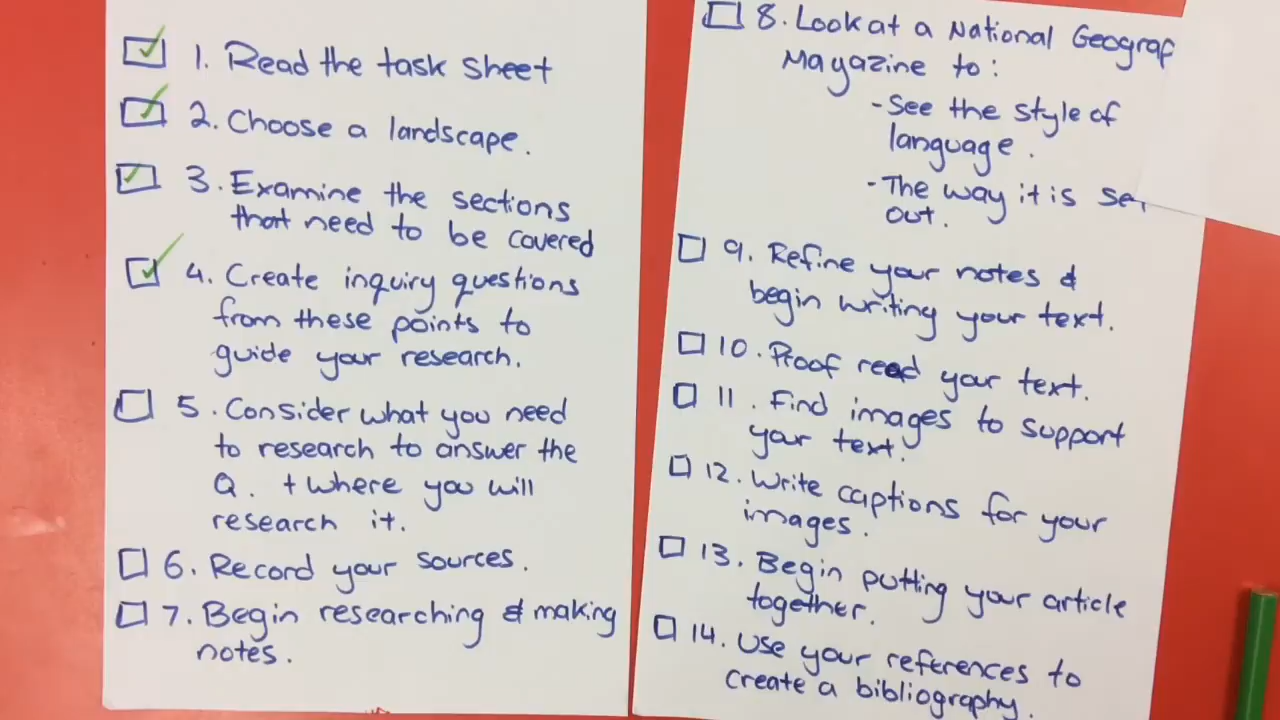 1. Read the task sheet
2. Choose a landscape.
3. Examine the sections
that need to be covered
4. Create inquiry questions
from these points to
guide your research.
5. Consider what you need
to research to answer the
Q. + where you will
research it.
6. Record your sources.
7. Begin researching & making
notes.
8. Look at a National Geograp
Magazine to:
- See the style of
language.
- The way it is set
out.
9. Refine your notes &
begin writing your text.
10. Proof read your text.
11. Find images to support
your text.
12. Write captions for your
images.
13. Begin putting your article
together.
14. Use your references to
create a bibliography.